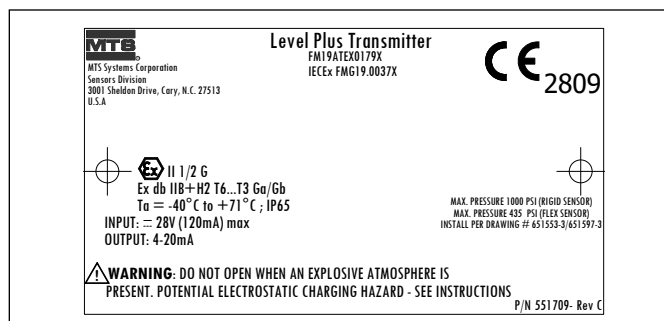 MTS
MTS Systems Corporation
Sensors Division
3001 Sheldon Drive, Cary, N.C. 27513
U.S.A
Level Plus Transmitter
FM19ATEX0179X
IECEx FMG19.0037X
CE 2809
Ex II 1/2 G
Ex db IIB+H2 T6...T3 Ga/Gb
Ta = -40°C to +71°C ; IP65
INPUT: ⎓ 28V (120mA) max
OUTPUT: 4-20mA
MAX. PRESSURE 1000 PSI (RIGID SENSOR)
MAX. PRESSURE 435 PSI (FLEX SENSOR)
INSTALL PER DRAWING # 651553-3/651597-3
WARNING: DO NOT OPEN WHEN AN EXPLOSIVE ATMOSPHERE IS
PRESENT. POTENTIAL ELECTROSTATIC CHARGING HAZARD - SEE INSTRUCTIONS
P/N 551709- Rev C